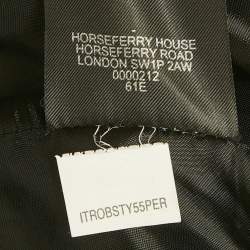 HORSEFERRY HOUSE
HORSEFERRY ROAD
LONDON SW1P 2AW
0000212
61E
ITROBSTY55PER